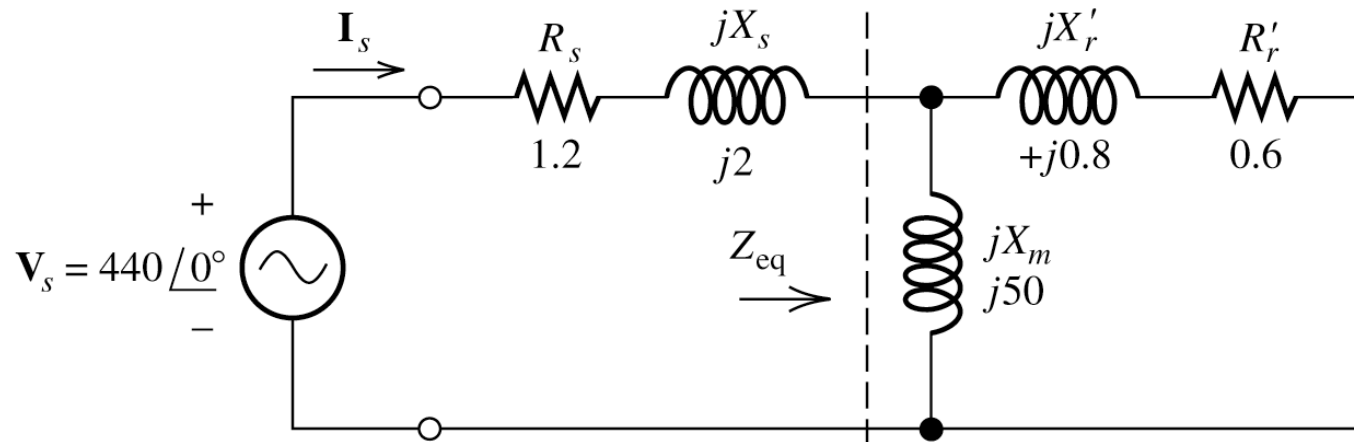 I_s
R_s
jX_s
jX′_r
R′_r
1.2
j2
+j0.8
0.6
+
V_s = 440 /0°
−
Z_eq
jX_m
j50